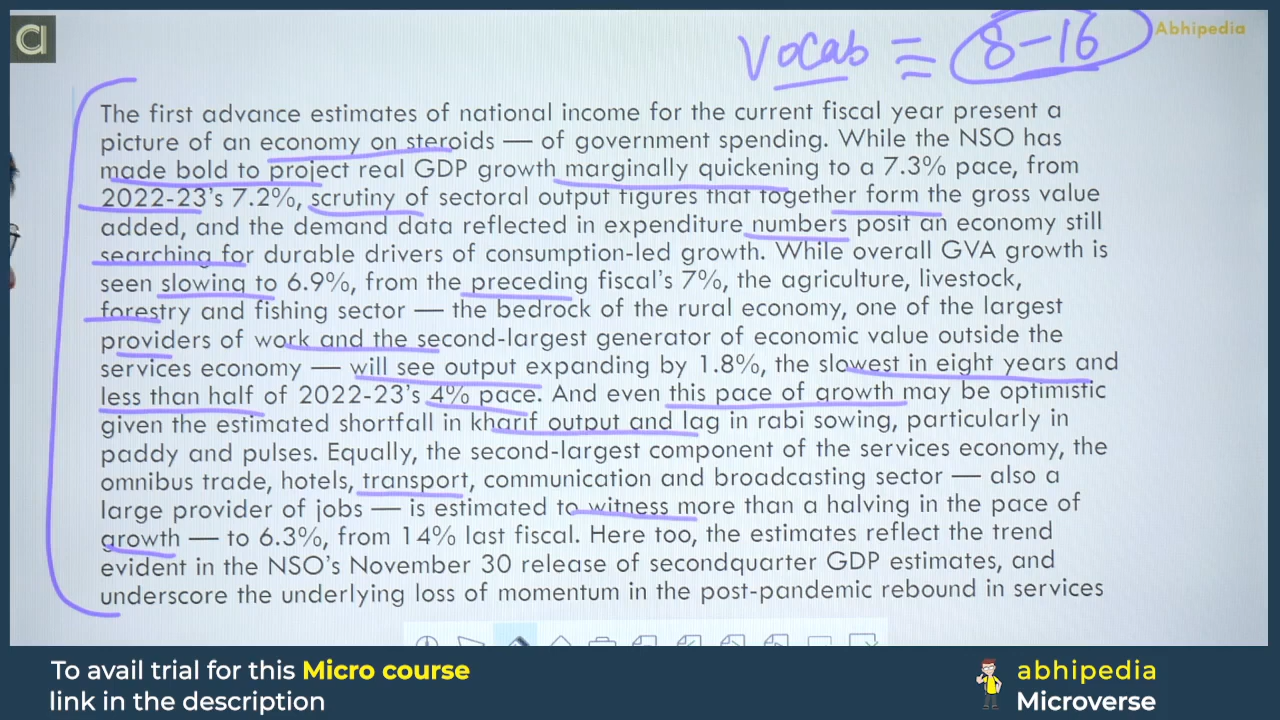 Vocab = 8-16
Abhipedia
The first advance estimates of national income for the current fiscal year present a
picture of an economy on steroids — of government spending. While the NSO has
made bold to project real GDP growth marginally quickening to a 7.3% pace, from
2022-23's 7.2%, scrutiny of sectoral output figures that together form the gross value
added, and the demand data reflected in expenditure numbers posit an economy still
searching for durable drivers of consumption-led growth. While overall GVA growth is
seen slowing to 6.9%, from the preceding fiscal's 7%, the agriculture, livestock,
forestry and fishing sector — the bedrock of the rural economy, one of the largest
providers of work and the second-largest generator of economic value outside the
services economy — will see output expanding by 1.8%, the slowest in eight years and
less than half of 2022-23's 4% pace. And even this pace of growth may be optimistic
given the estimated shortfall in kharif output and lag in rabi sowing, particularly in
paddy and pulses. Equally, the second-largest component of the services economy, the
omnibus trade, hotels, transport, communication and broadcasting sector — also a
large provider of jobs — is estimated to witness more than a halving in the pace of
growth — to 6.3%, from 14% last fiscal. Here too, the estimates reflect the trend
evident in the NSO's November 30 release of secondquarter GDP estimates, and
underscore the underlying loss of momentum in the post-pandemic rebound in services
To avail trial for this Micro course
link in the description
abhipedia
Microverse